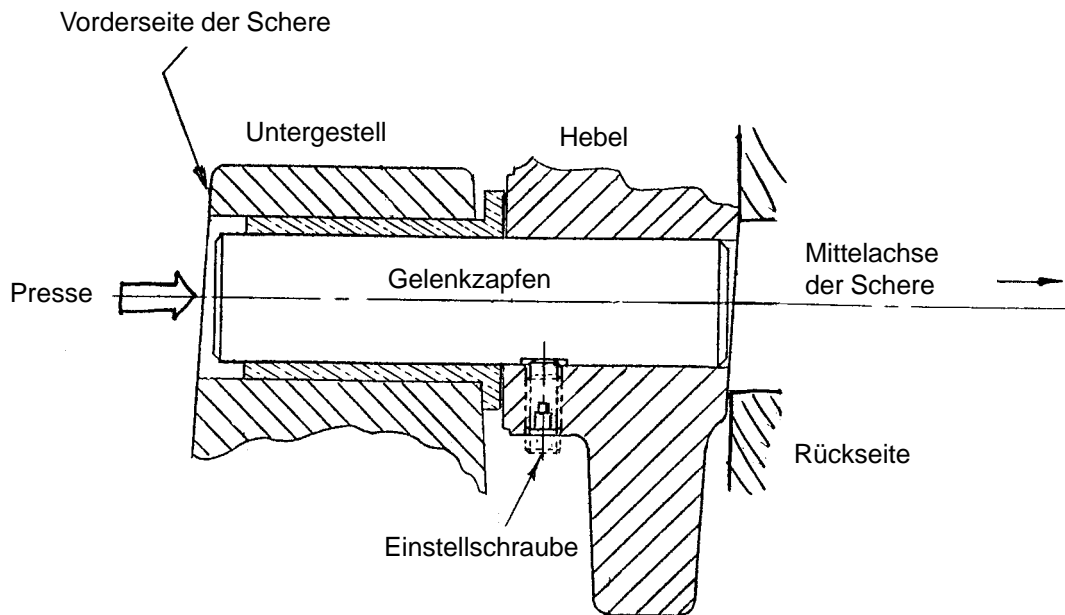 Vorderseite der Schere
Untergestell
Hebel
Presse
Gelenkzapfen
Mittelachse
der Schere
Rückseite
Einstellschraube